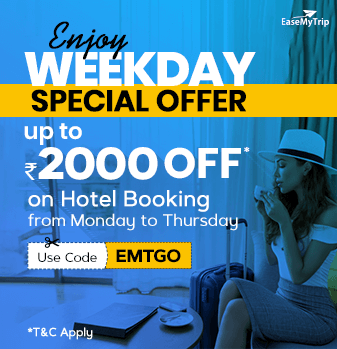 EaseMyTrip
Enjoy
WEEKDAY
SPECIAL OFFER
up to
₹2000 OFF*
on Hotel Booking
from Monday to Thursday
Use Code EMTGO
*T&C Apply